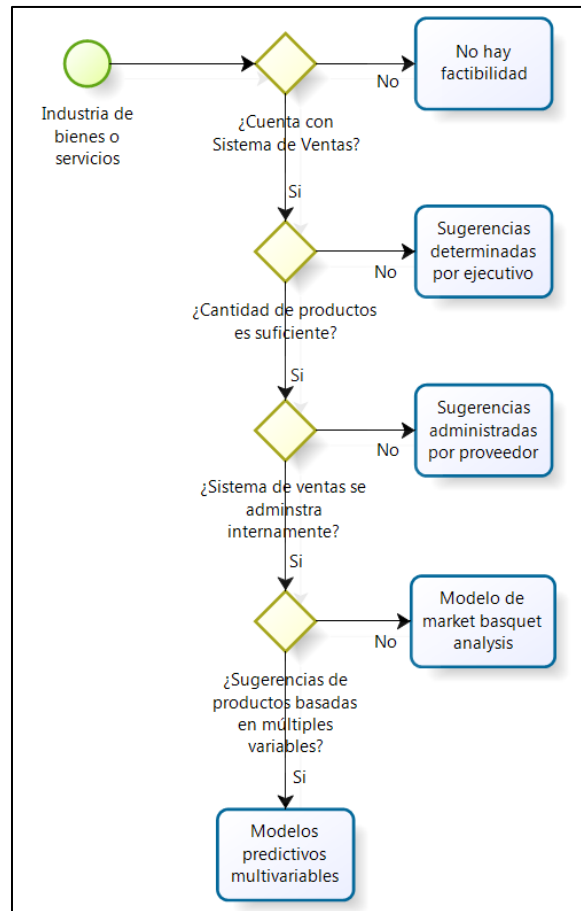 No hay
factibilidad
No
Industria de
bienes o
servicios
¿Cuenta con
Sistema de Ventas?
Si
Sugerencias
determinadas
por ejecutivo
No
¿Cantidad de productos
es suficiente?
Si
Sugerencias
administradas
por proveedor
No
¿Sistema de ventas se
adminstra
internamente?
Si
Modelo de
market basquet
analysis
No
¿Sugerencias de
productos basadas
en múltiples
variables?
Si
Modelos
predictivos
multivariables